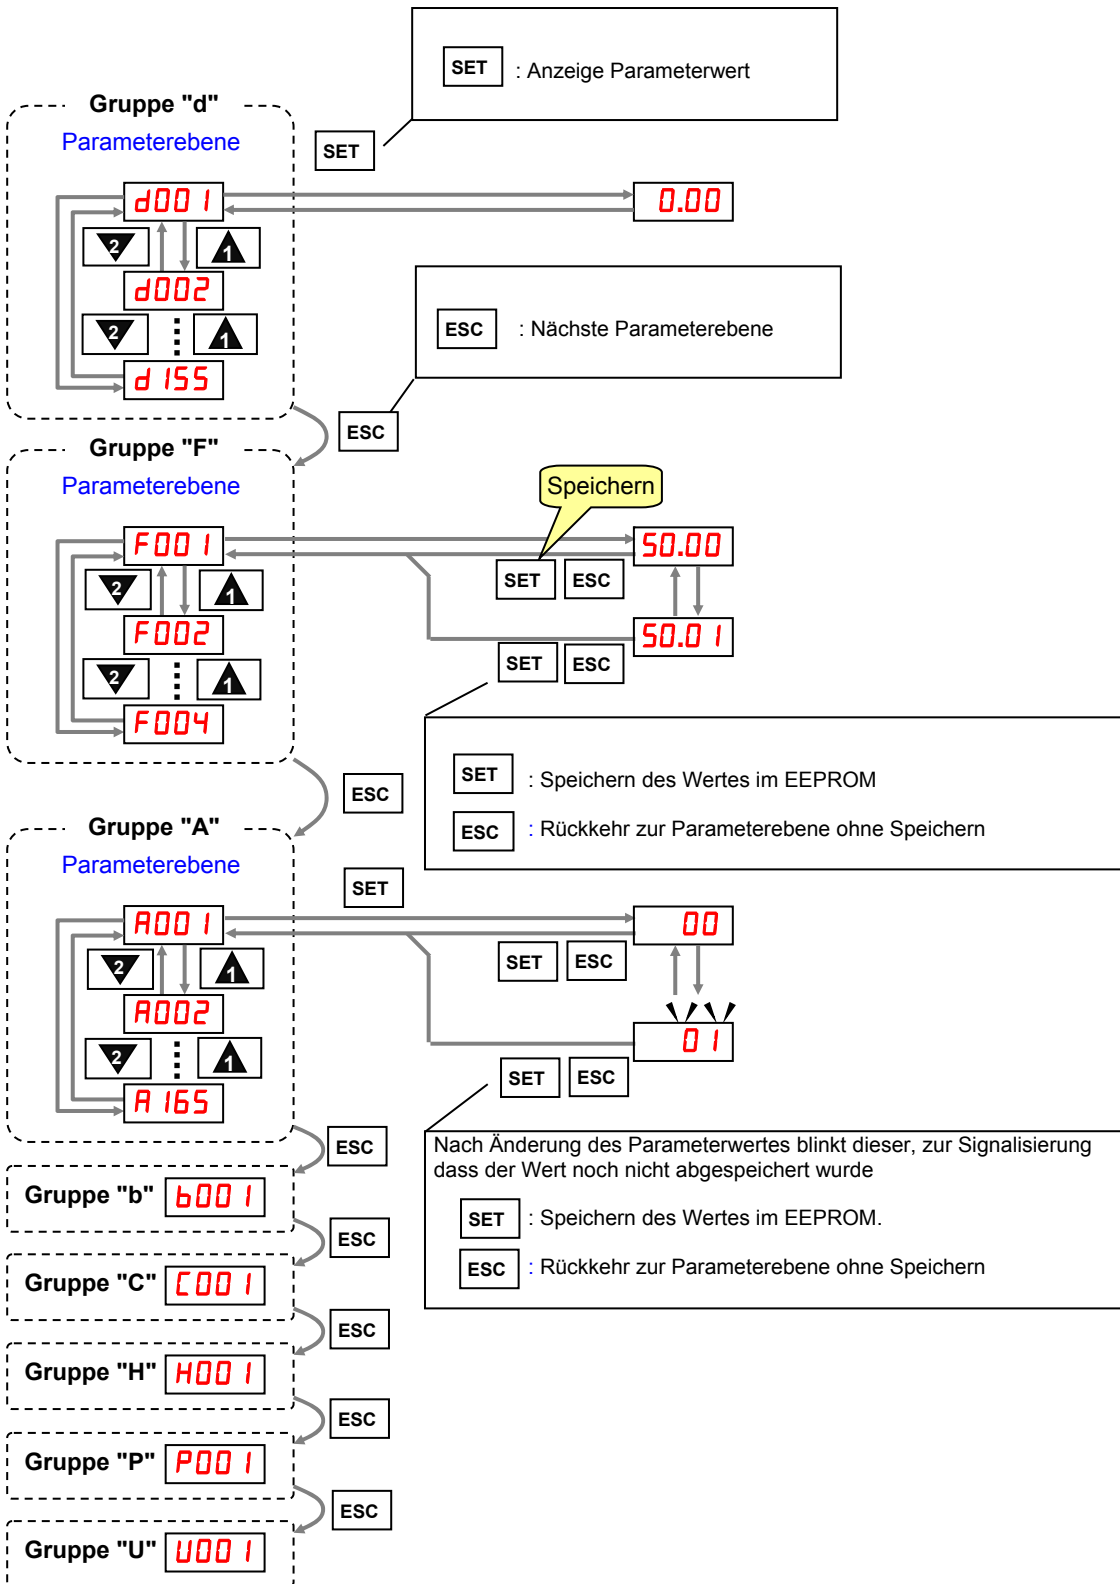 SET : Anzeige Parameterwert
Gruppe "d"
Parameterebene
SET
d001
0.00
2 1
d002
2 1
d155
ESC : Nächste Parameterebene
ESC
Gruppe "F"
Parameterebene
Speichern
F001
50.00
SET ESC
2 1
F002
50.01
SET ESC
2 1
F004
SET : Speichern des Wertes im EEPROM
ESC : Rückkehr zur Parameterebene ohne Speichern
ESC
Gruppe "A"
Parameterebene
SET
A001
00
SET ESC
2 1
A002
01
2 1
SET ESC
A165
ESC
Nach Änderung des Parameterwertes blinkt dieser, zur Signalisierung
dass der Wert noch nicht abgespeichert wurde
SET : Speichern des Wertes im EEPROM.
ESC : Rückkehr zur Parameterebene ohne Speichern
Gruppe "b" b001
ESC
Gruppe "C" C001
ESC
Gruppe "H" H001
ESC
Gruppe "P" P001
ESC
Gruppe "U" U001